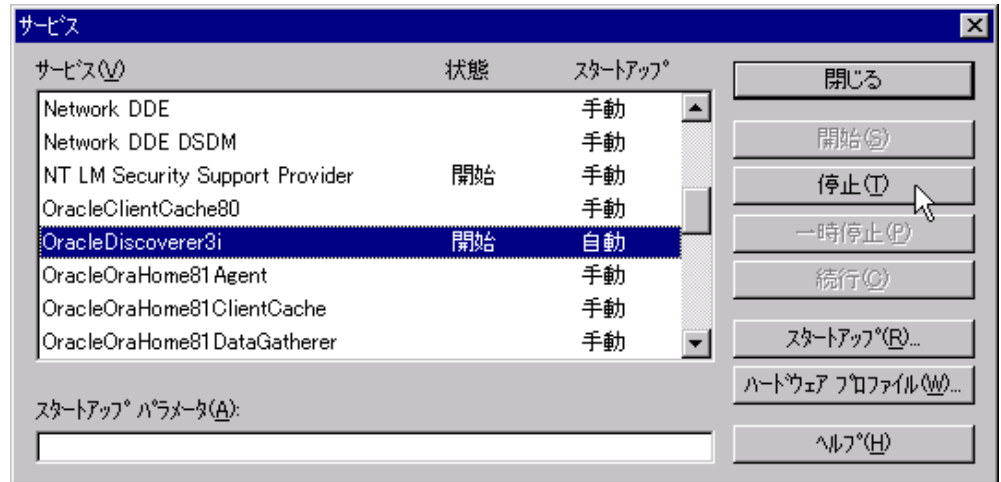 サービス
サービス(V) 状態 スタートアップ
Network DDE 手動
Network DDE DSDM 手動
NT LM Security Support Provider 開始 手動
OracleClientCache80 手動
OracleDiscoverer3i 開始 自動
OracleOraHome81Agent 手動
OracleOraHome81ClientCache 手動
OracleOraHome81DataGatherer 手動
スタートアップ パラメータ(A):
閉じる
開始(S)
停止(T)
一時停止(P)
続行(C)
スタートアップ(R)...
ハードウェア プロファイル(W)...
ヘルプ(H)